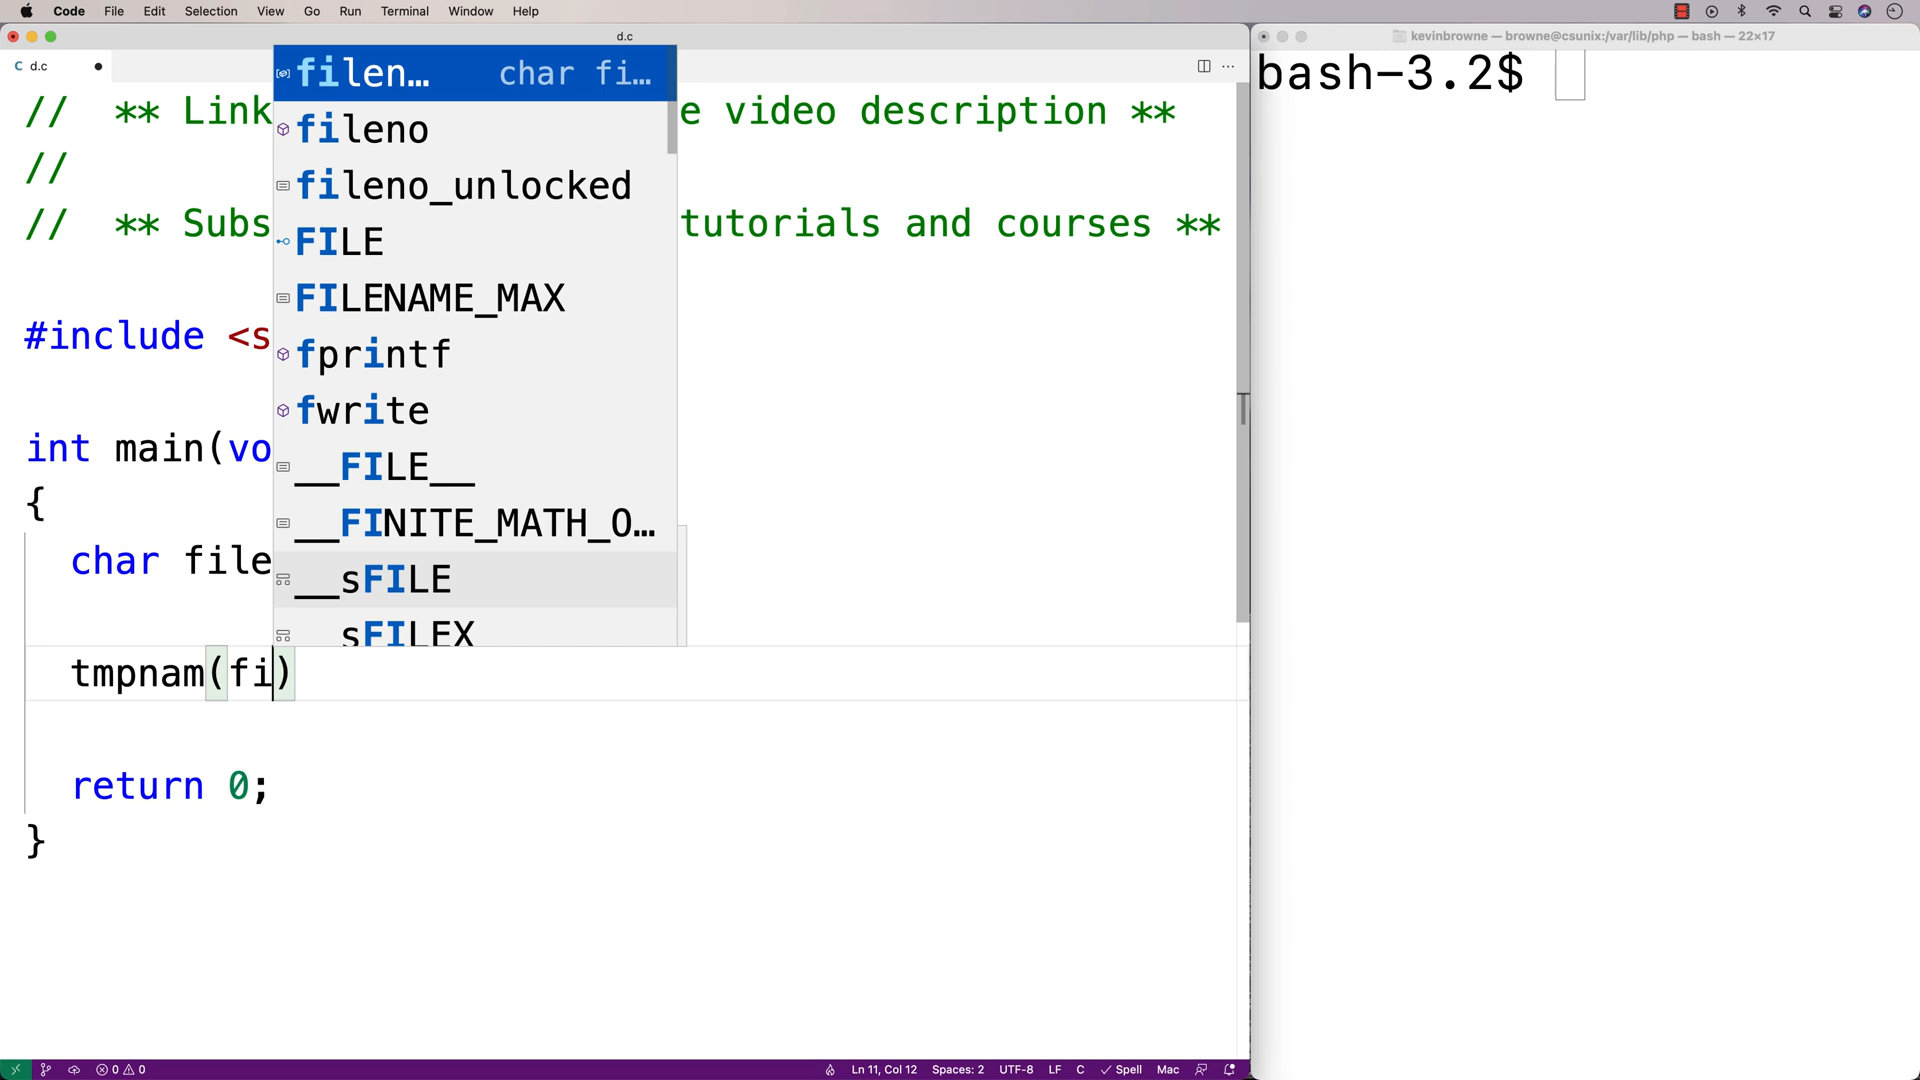 Code File Edit Selection View Go Run Terminal Window Help
d.c
kevinbrowne — browne@csunix:/var/lib/php — bash — 22×17
C d.c
bash-3.2$
// ** Link e video description **
//
// ** Subs tutorials and courses **
#include <s
int main(vo
{
char file
tmpnam(fi)
return 0;
}
filen… char fi…
fileno
fileno_unlocked
FILE
FILENAME_MAX
fprintf
fwrite
__FILE__
__FINITE_MATH_O…
__sFILE
__sFILEX
0 0 Ln 11, Col 12 Spaces: 2 UTF-8 LF C Spell Mac